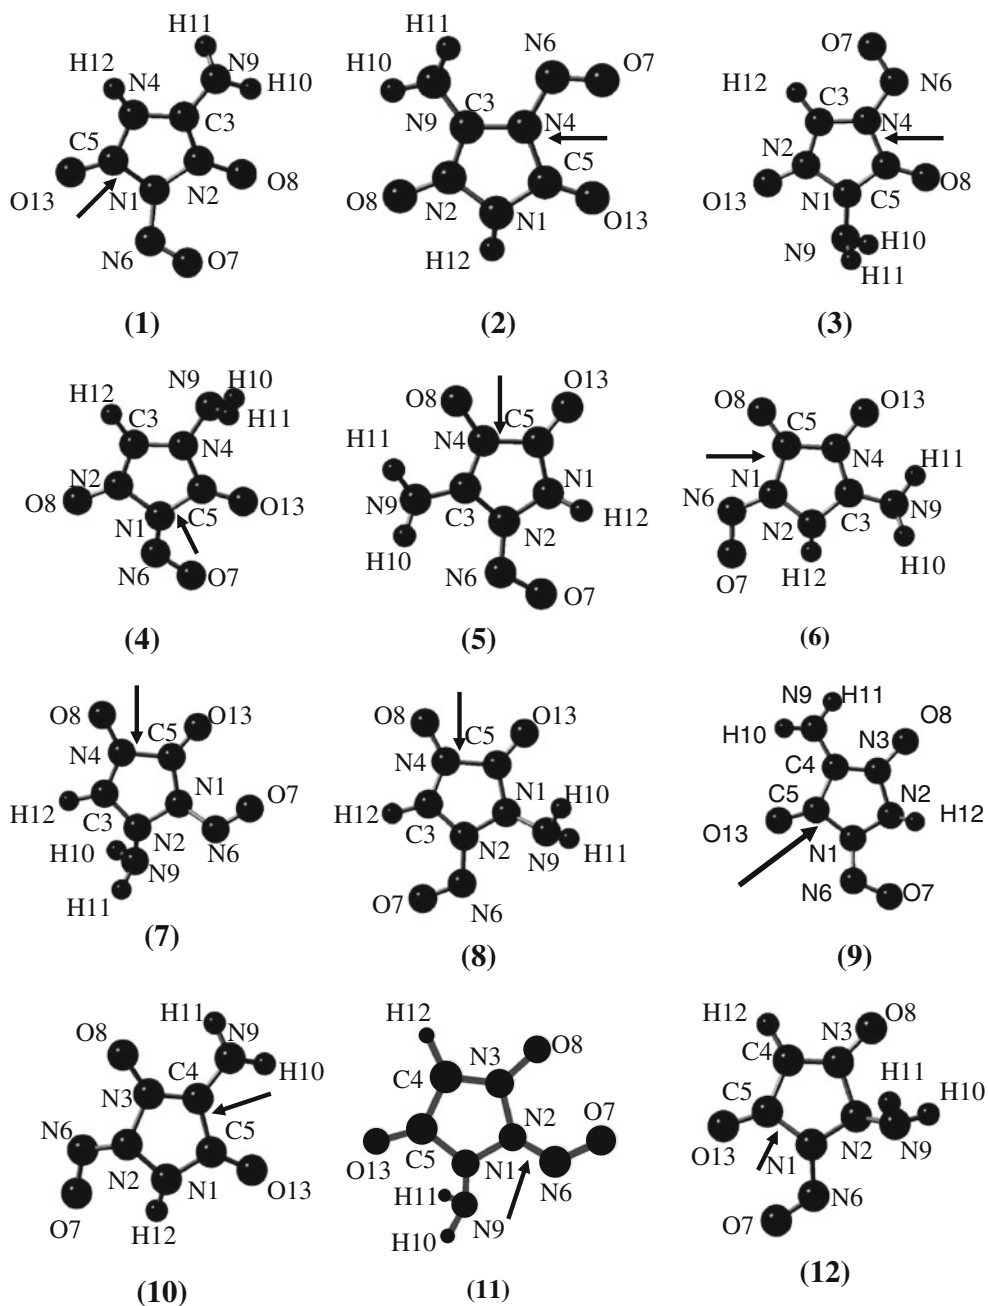 H11
H12 N4 N9 H10
C5 C3
O13 N1 N2 O8
N6 O7
(1)
H11 N6
H10 O7
C3 N4
N9 C5
O8 N2 N1 O13
H12
(2)
O7
H12 N6
C3 N4
N2
O13 N1 C5 O8
N9 H10
H11
(3)
N9 H10
H12 C3 H11
N4
N2
O8 N1 C5 O13
N6 O7
(4)
O8 O13
C5
H11 N4
N9 N1
C3 N2 H12
H10
N6 O7
(5)
O8 O13
C5
N4 H11
N1
N6 N2 C3 N9
O7 H12 H10
(6)
O8 O13
C5
N4
N1 O7
H12 C3
N2 N6
H10 N9
H11
(7)
O8 O13
C5
N4
N1 H10
H12
C3 N2 N9 H11
O7 N6
(8)
N9 H11
O8
H10 N3
C4
C5 N2
O13 H12
N1
N6 O7
(9)
H11
O8 N9
C4 H10
N3
N6 C5
N2 N1 O13
O7 H12
(10)
H12
N3 O8
C4
N2 O7
O13 C5 N1
H11 N6
N9
H10
(11)
H12 O8
N3
C4 H11
C5 H10
O13 N1 N2 N9
N6
O7
(12)